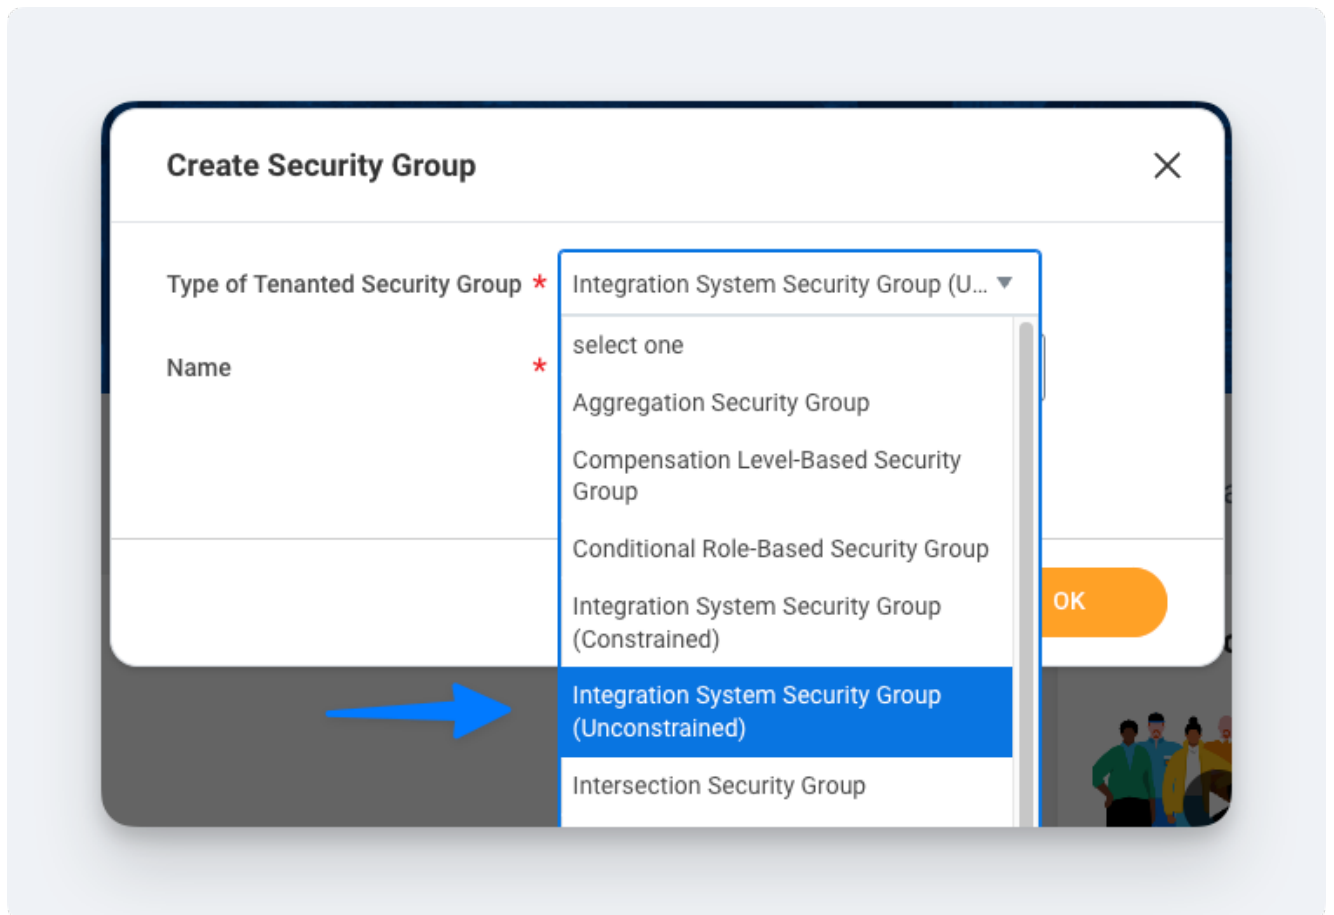 Create Security Group
Type of Tenanted Security Group *
Integration System Security Group (U...
Name *
select one
Aggregation Security Group
Compensation Level-Based Security
Group
Conditional Role-Based Security Group
Integration System Security Group
(Constrained)
Integration System Security Group
(Unconstrained)
Intersection Security Group
OK